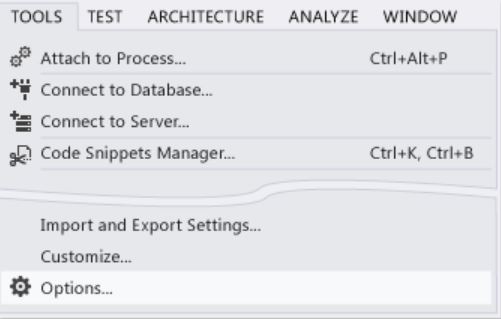 TOOLS TEST ARCHITECTURE ANALYZE WINDOW
Attach to Process... Ctrl+Alt+P
Connect to Database...
Connect to Server...
Code Snippets Manager... Ctrl+K, Ctrl+B
Import and Export Settings...
Customize...
Options...